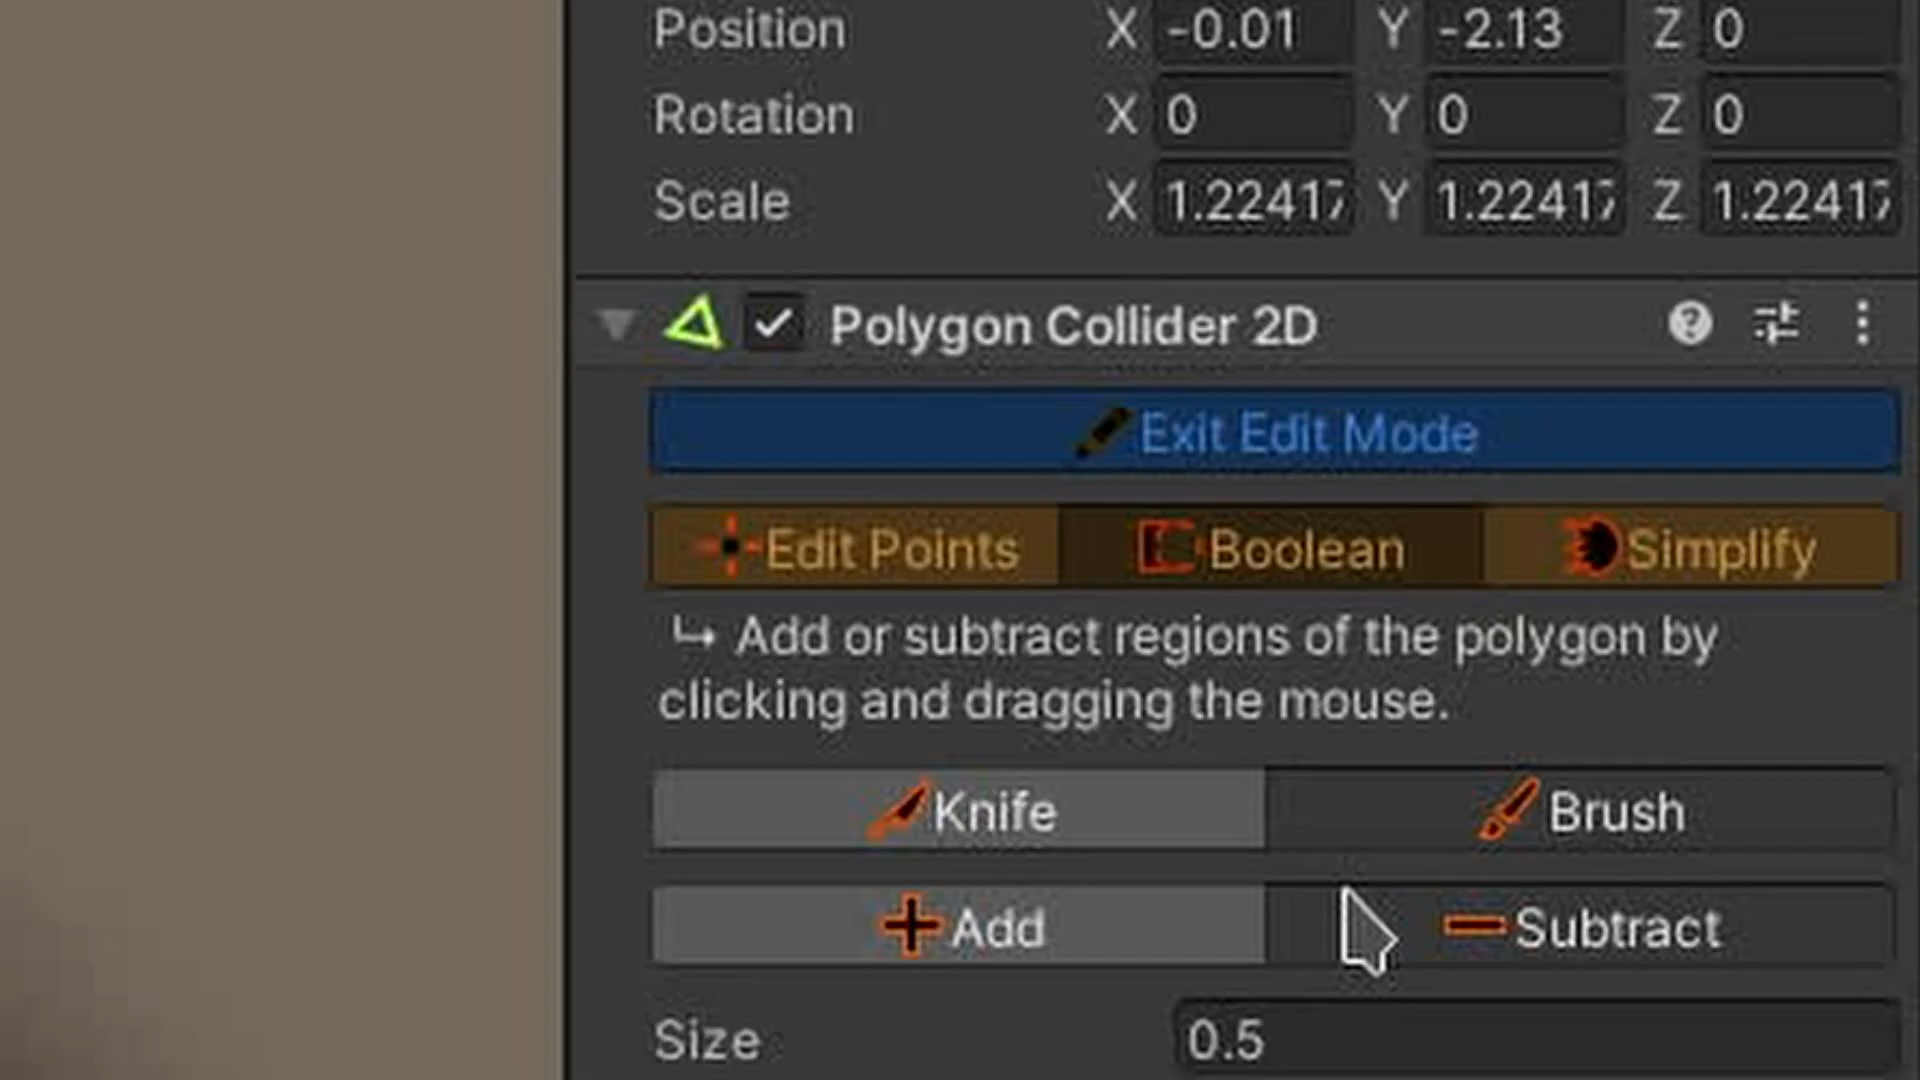 Position X -0.01 Y -2.13 Z 0
Rotation X 0 Y 0 Z 0
Scale X 1.22417 Y 1.22417 Z 1.22417
Polygon Collider 2D
Exit Edit Mode
Edit Points Boolean Simplify
↳ Add or subtract regions of the polygon by
clicking and dragging the mouse.
Knife Brush
Add Subtract
Size 0.5